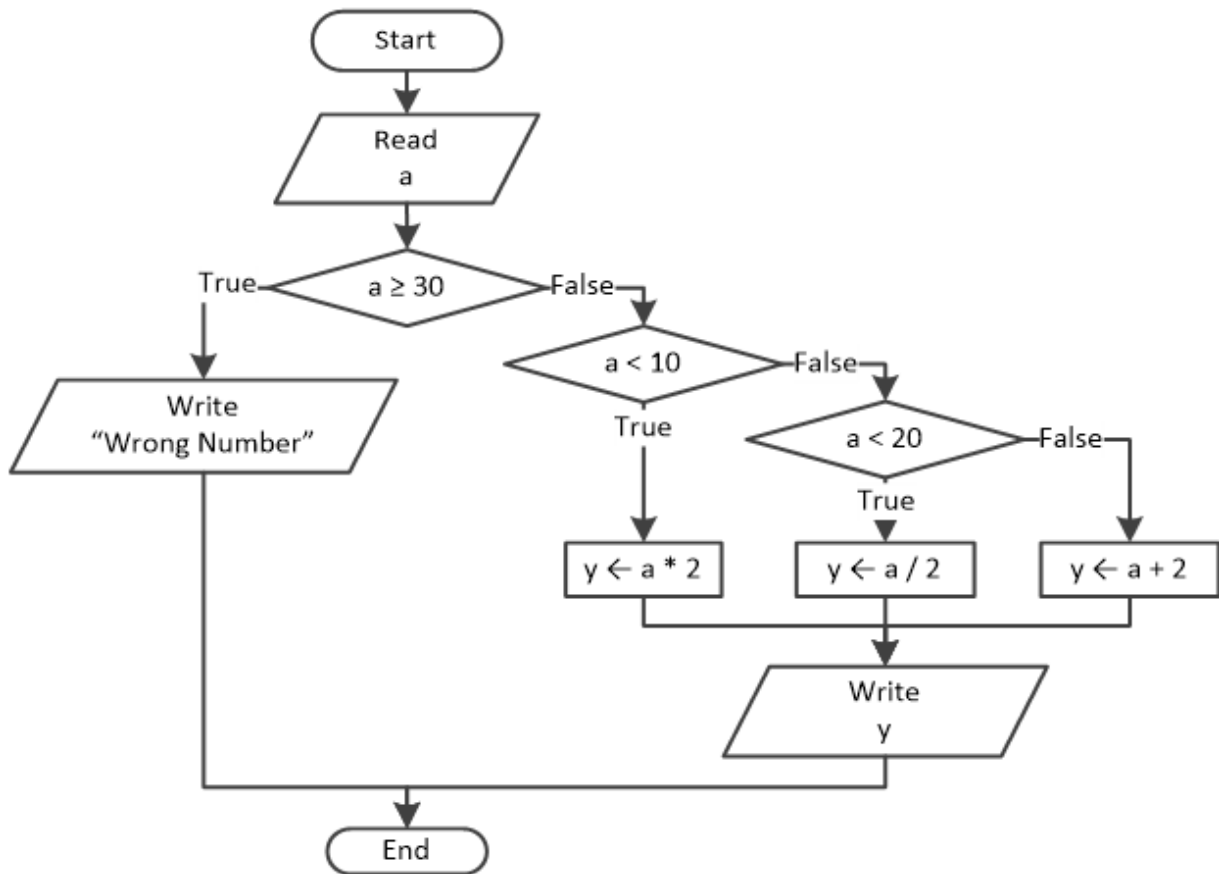 Start
Read
a
True
a ≥ 30
False
a < 10
False
Write
“Wrong Number”
True
a < 20
False
True
y ← a * 2
y ← a / 2
y ← a + 2
Write
y
End